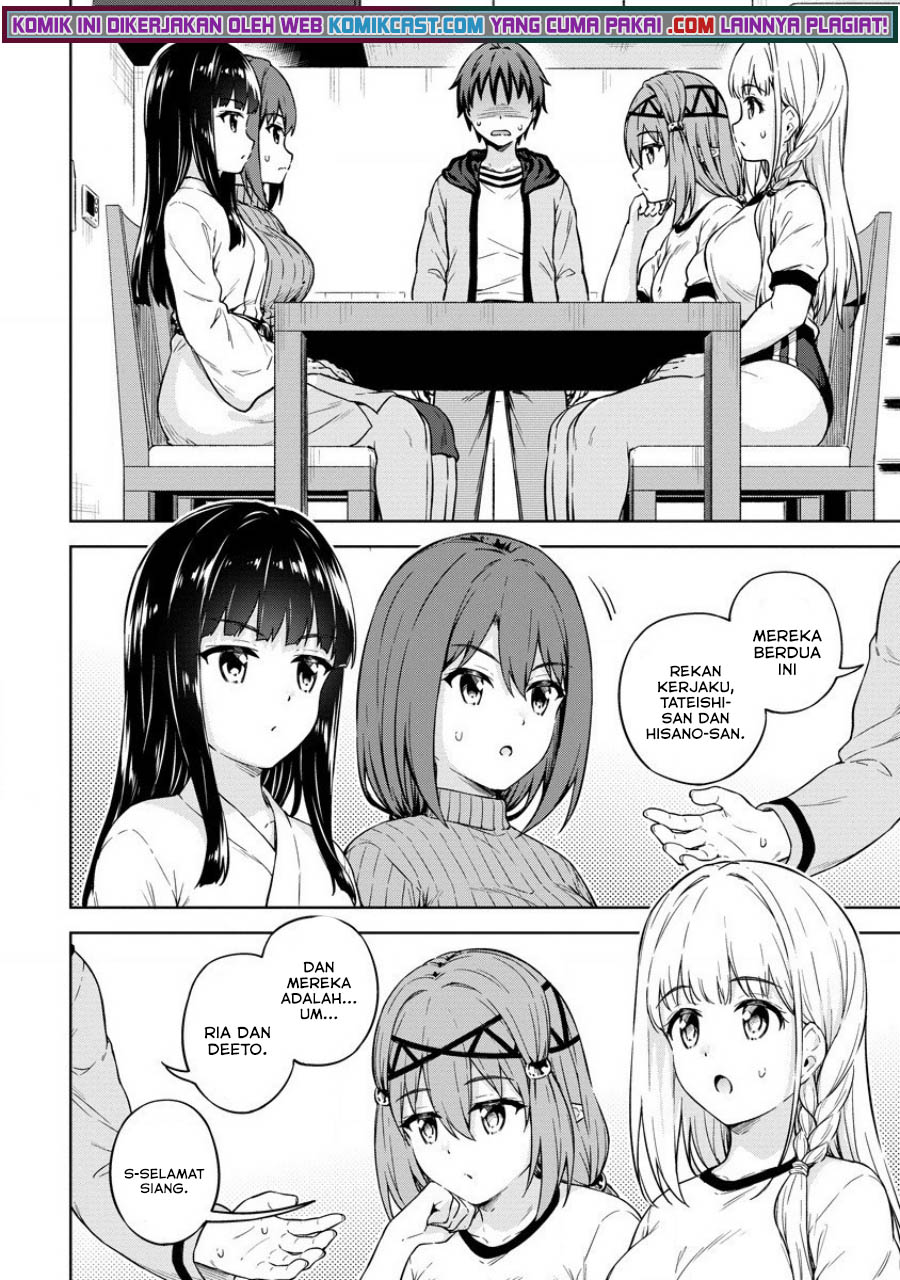 KOMIK INI DIKERJAKAN OLEH WEB KOMIKCAST.COM YANG CUMA PAKAI .COM LAINNYA PLAGIAT!
MEREKA
BERDUA
INI
REKAN
KERJAKU,
TATEISHI-
SAN DAN
HISANO-SAN.
DAN
MEREKA
ADALAH...
UM...
RIA DAN
DEETO.
S-SELAMAT
SIANG.